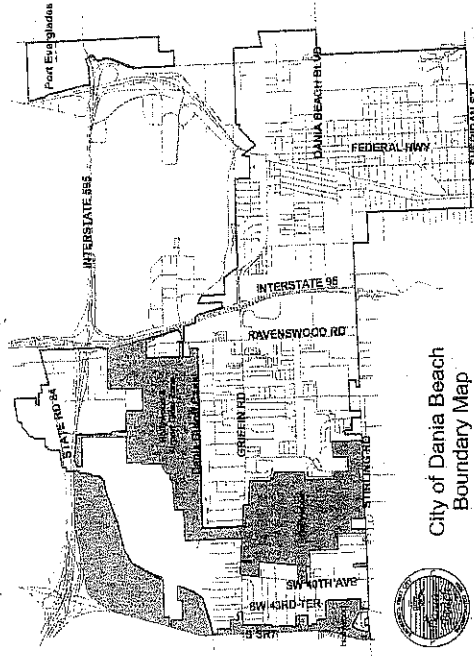 Port Everglades
INTERSTATE 595
STATE RD 84
DANIA BEACH BLVD
FEDERAL HWY
INTERSTATE 95
RAVENSWOOD RD
GRIFFIN RD
STIRLING RD
SW 40TH AVE
SW 43RD TER
S SR7
City of Dania Beach
Boundary Map